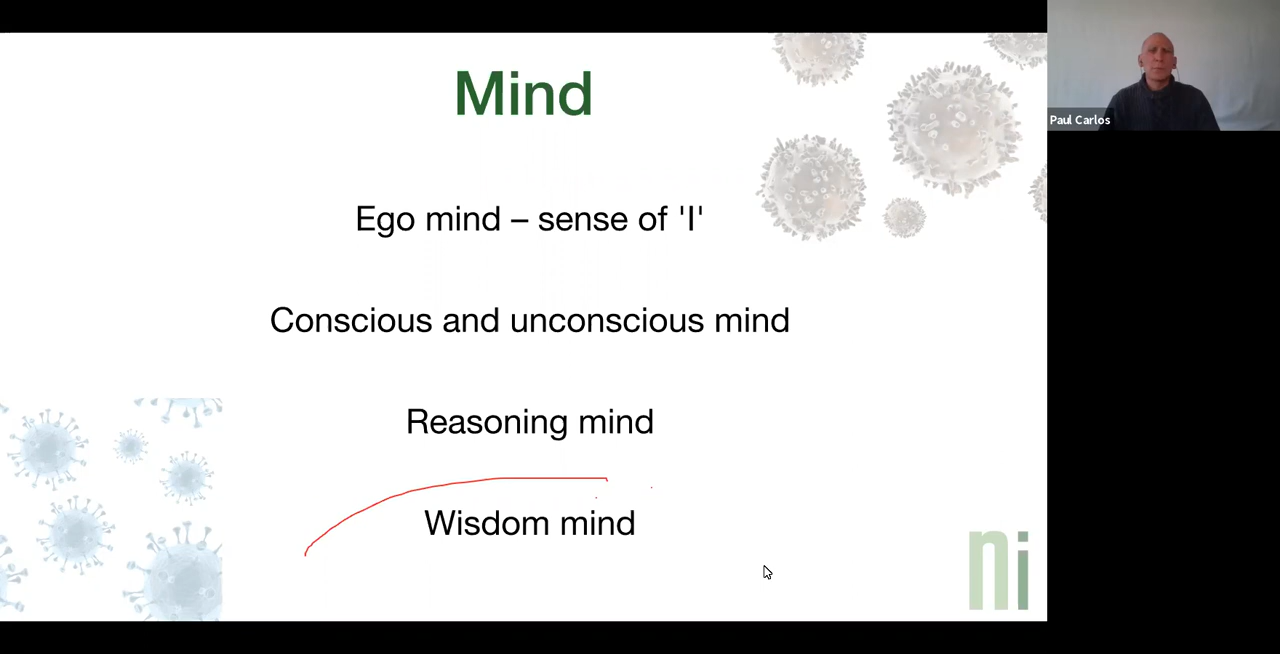 Mind
Paul Carlos
Ego mind – sense of 'I'
Conscious and unconscious mind
Reasoning mind
Wisdom mind
ni